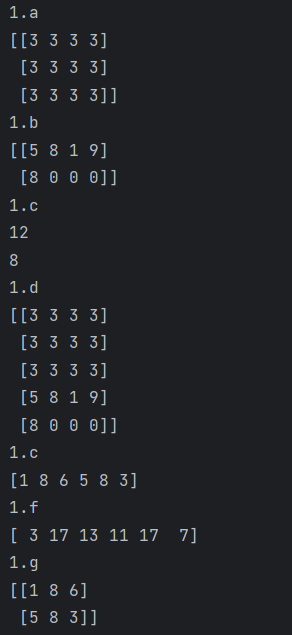 1.a
[[3 3 3 3]
 [3 3 3 3]
 [3 3 3 3]]
1.b
[[5 8 1 9]
 [8 0 0 0]]
1.c
12
8
1.d
[[3 3 3 3]
 [3 3 3 3]
 [3 3 3 3]
 [5 8 1 9]
 [8 0 0 0]]
1.c
[1 8 6 5 8 3]
1.f
[ 3 17 13 11 17  7]
1.g
[[1 8 6]
 [5 8 3]]